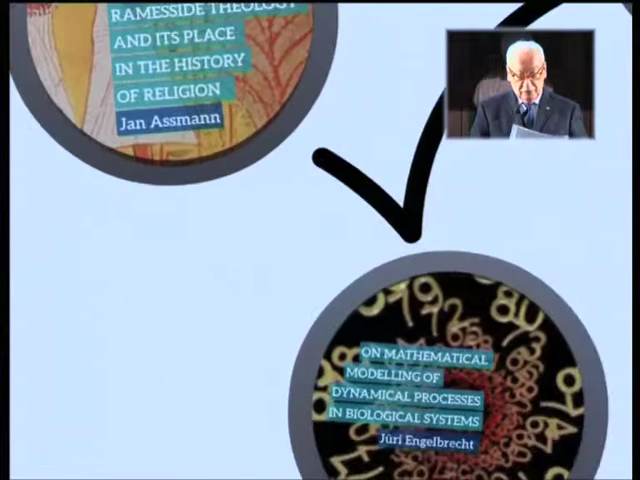 RAMESSIDE THEOLOGY
AND ITS PLACE
IN THE HISTORY
OF RELIGION
Jan Assmann
ON MATHEMATICAL
MODELLING OF
DYNAMICAL PROCESSES
IN BIOLOGICAL SYSTEMS
Jüri Engelbrecht